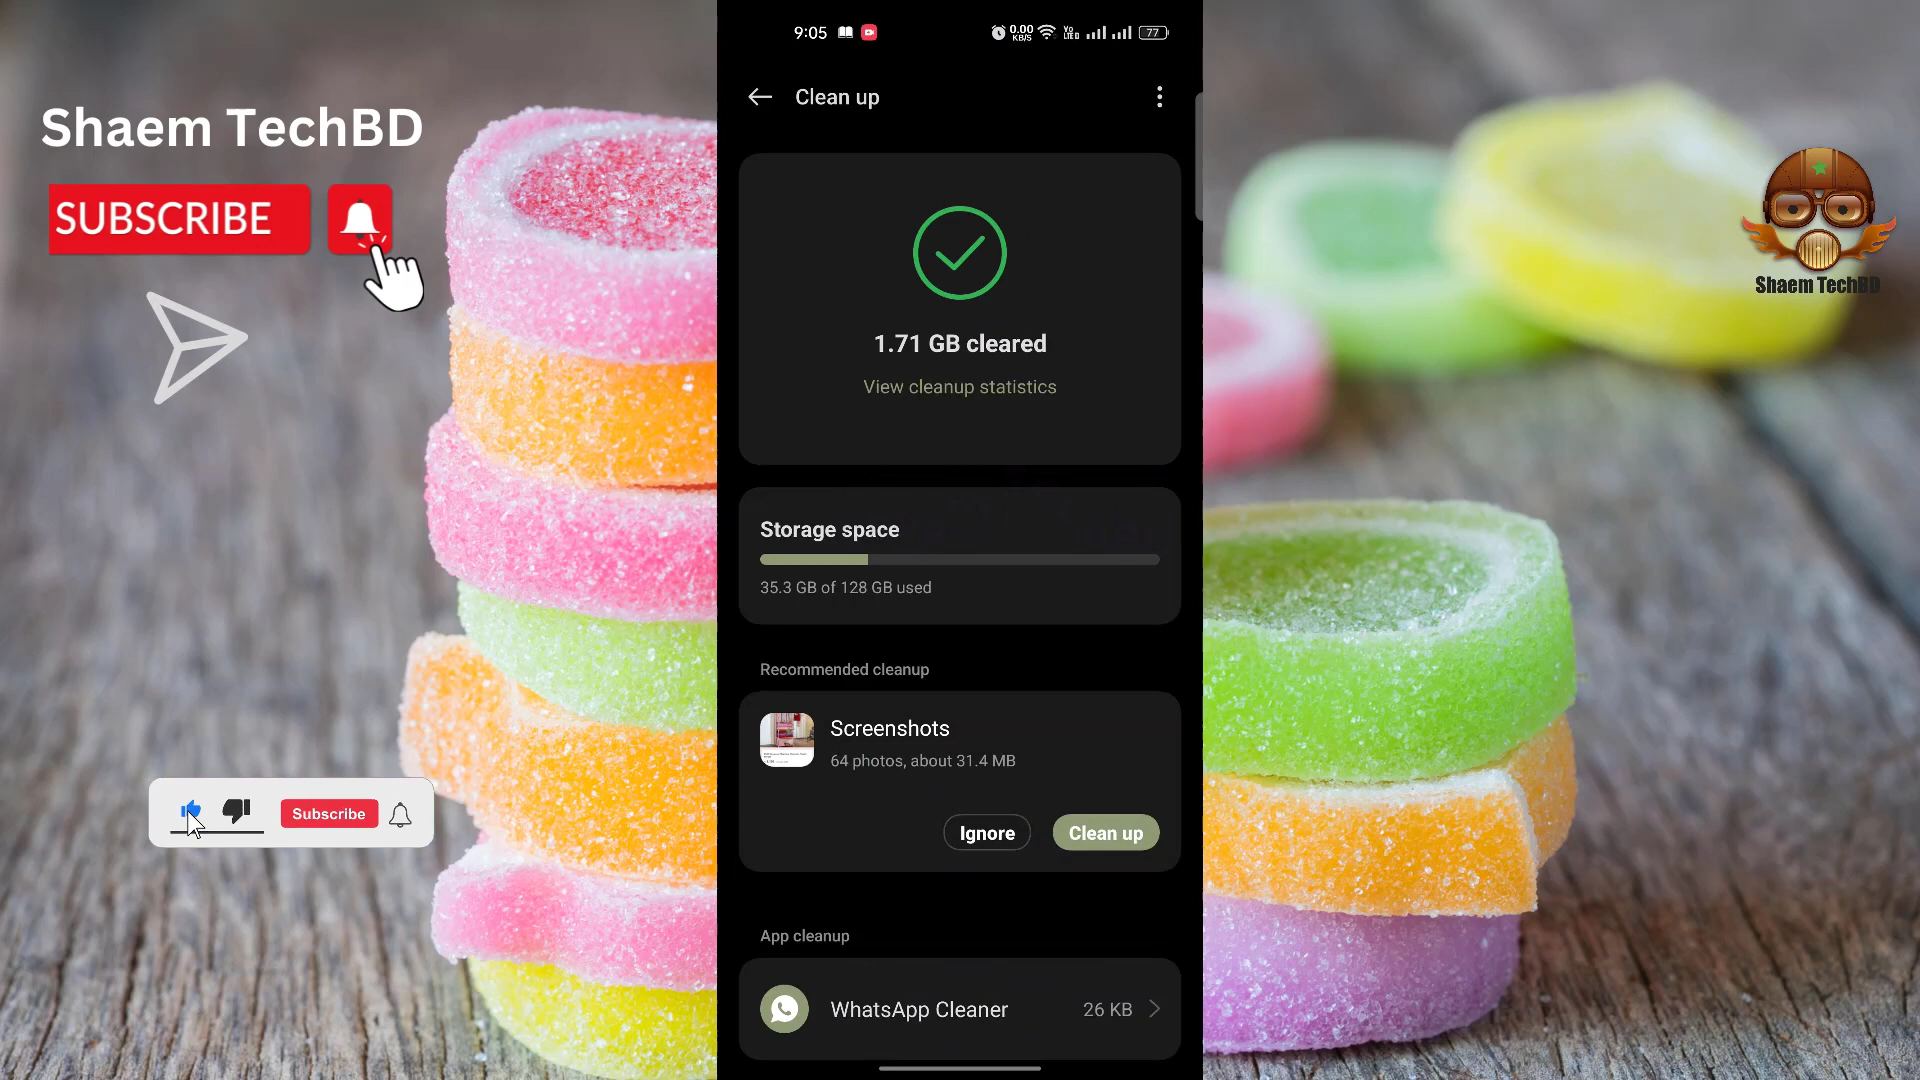 Shaem TechBD
SUBSCRIBE
Subscribe
9:05
0.00
KB/S
Vo
LTE D
77
Clean up
1.71 GB cleared
View cleanup statistics
Storage space
35.3 GB of 128 GB used
Recommended cleanup
Screenshots
64 photos, about 31.4 MB
Ignore
Clean up
App cleanup
WhatsApp Cleaner
26 KB
Shaem TechBD